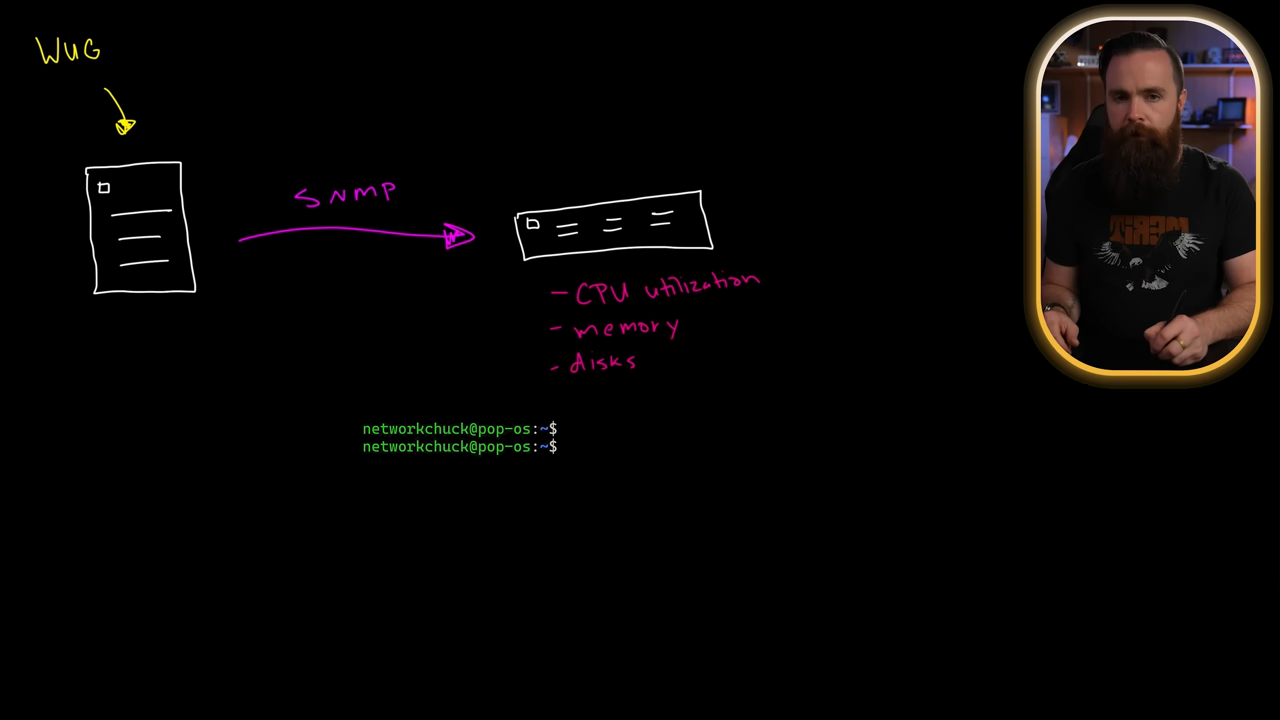 WUG
SNMP
- CPU utilization
- memory
- disks
networkchuck@pop-os:~$
networkchuck@pop-os:~$